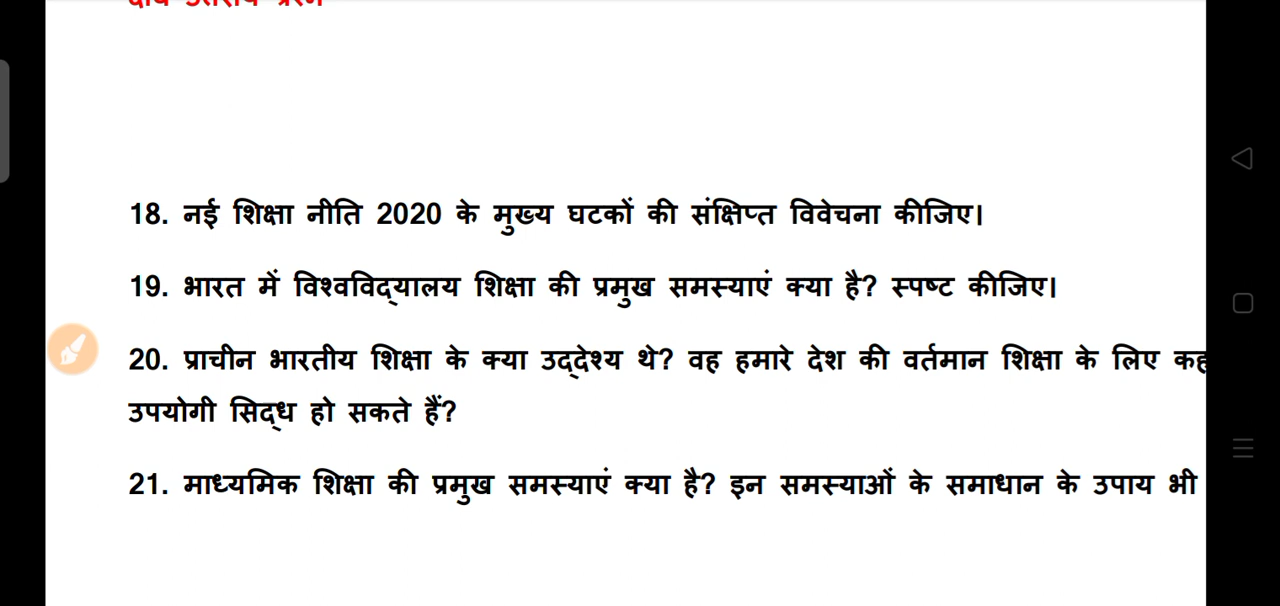 18. नई शिक्षा नीति 2020 के मुख्य घटकों की संक्षिप्त विवेचना कीजिए।
19. भारत में विश्वविद्यालय शिक्षा की प्रमुख समस्याएं क्या है? स्पष्ट कीजिए।
20. प्राचीन भारतीय शिक्षा के क्या उद्देश्य थे? वह हमारे देश की वर्तमान शिक्षा के लिए
उपयोगी सिद्ध हो सकते हैं?
21. माध्यमिक शिक्षा की प्रमुख समस्याएं क्या है? इन समस्याओं के समाधान के उपाय भी